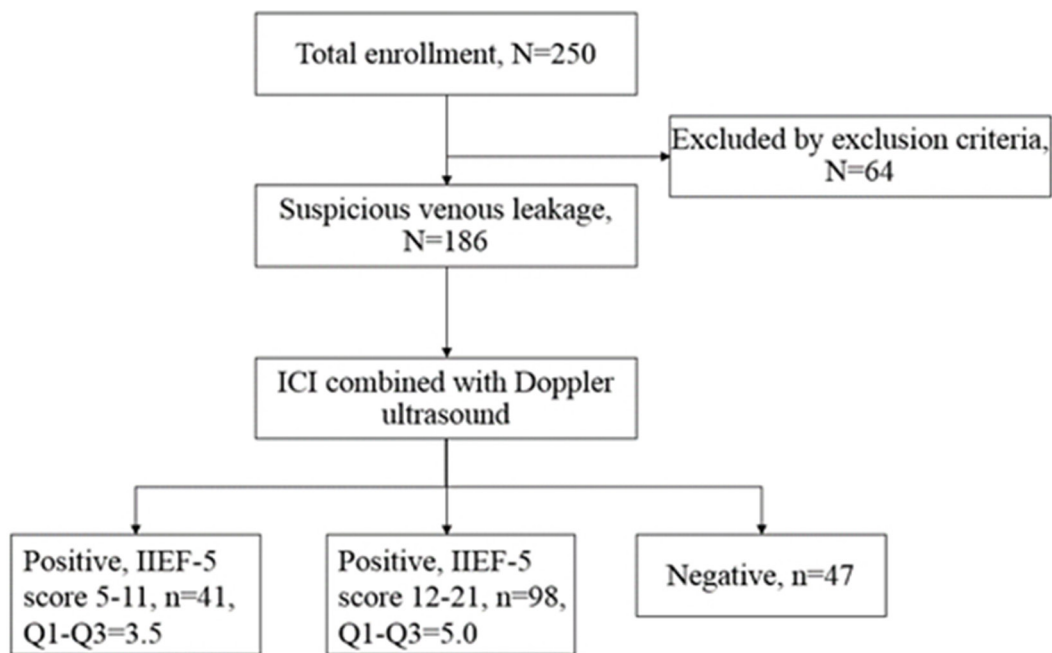 Total enrollment, N=250
Excluded by exclusion criteria,
N=64
Suspicious venous leakage,
N=186
ICI combined with Doppler
ultrasound
Positive, IIEF-5
score 5-11, n=41,
Q1-Q3=3.5
Positive, IIEF-5
score 12-21, n=98,
Q1-Q3=5.0
Negative, n=47